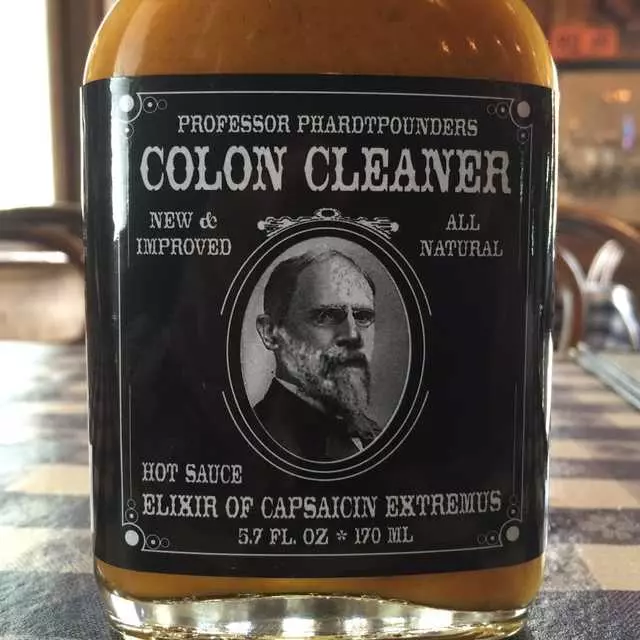 PROFESSOR PHARDTPOUNDERS
COLON CLEANER
NEW &
IMPROVED
ALL
NATURAL
HOT SAUCE
ELIXIR OF CAPSAICIN EXTREMUS
5.7 FL. OZ * 170 ML